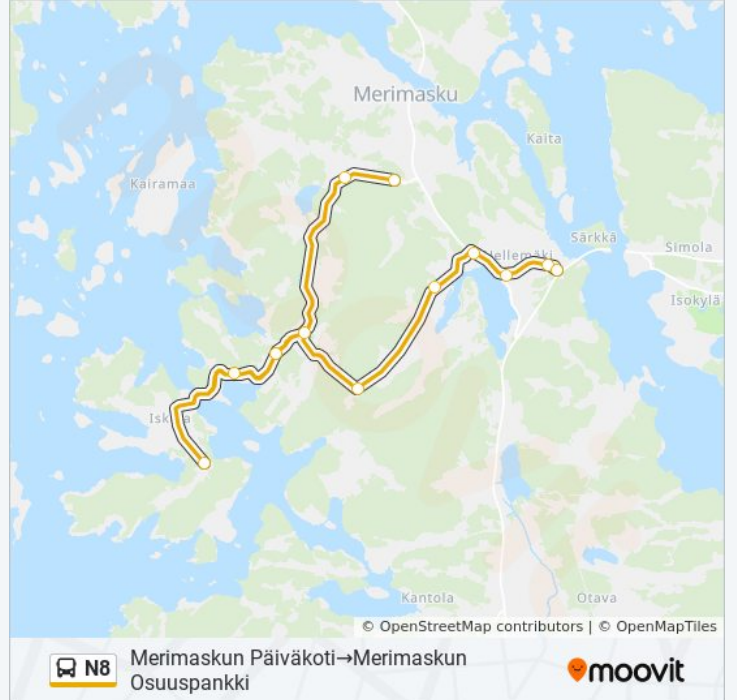 Merimasku
Kaita
Kairamaa
Särkkä
Simola
Isokylä
Kantola
Otava
© OpenStreetMap contributors | © OpenMapTiles
N8
Merimaskun Päiväkoti→Merimaskun
Osuuspankki
moovit